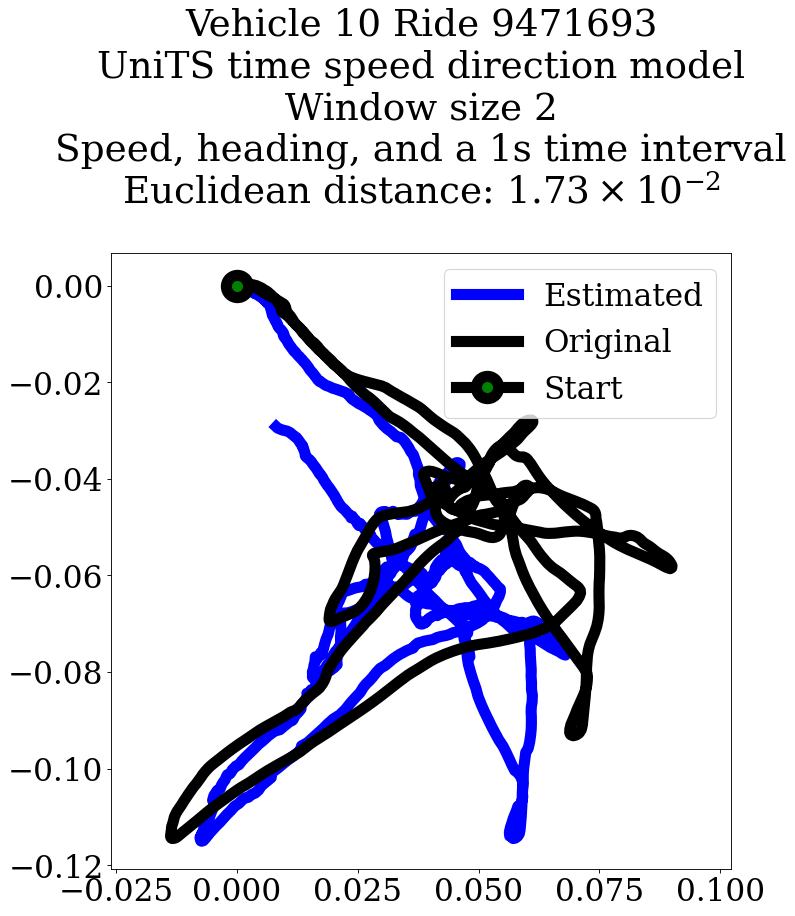 Vehicle 10 Ride 9471693
UniTS time speed direction model
Window size 2
Speed, heading, and a 1s time interval
Euclidean distance: 1.73 × 10⁻²
Estimated
Original
Start
0.00
−0.02
−0.04
−0.06
−0.08
−0.10
−0.12
−0.025 0.000 0.025 0.050 0.075 0.100